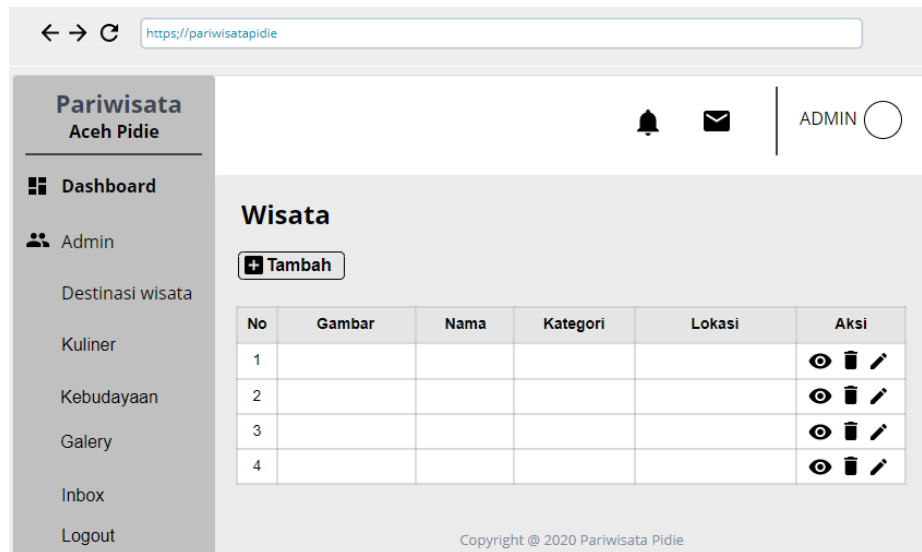 https;//pariwisatapidie
Pariwisata
Aceh Pidie
ADMIN
Dashboard
Admin
Destinasi wisata
Kuliner
Kebudayaan
Galery
Inbox
Logout
Wisata
Tambah
No Gambar Nama Kategori Lokasi Aksi
1
2
3
4
Copyright @ 2020 Pariwisata Pidie